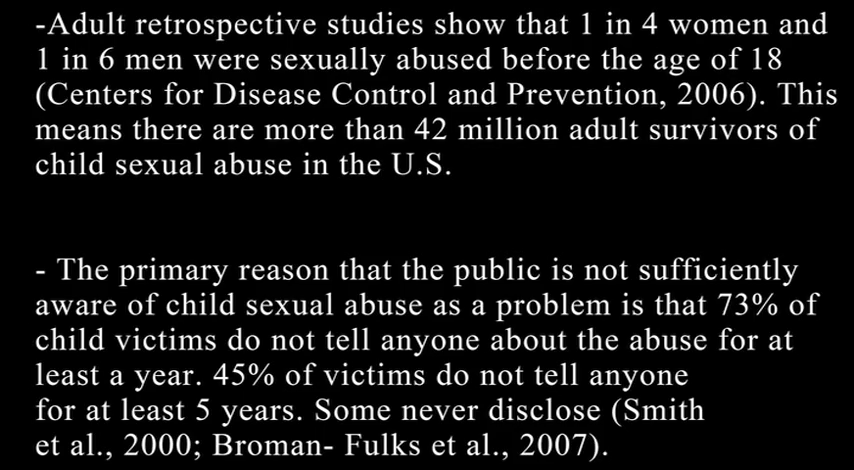 -Adult retrospective studies show that 1 in 4 women and
1 in 6 men were sexually abused before the age of 18
(Centers for Disease Control and Prevention, 2006). This
means there are more than 42 million adult survivors of
child sexual abuse in the U.S.
- The primary reason that the public is not sufficiently
aware of child sexual abuse as a problem is that 73% of
child victims do not tell anyone about the abuse for at
least a year. 45% of victims do not tell anyone
for at least 5 years. Some never disclose (Smith
et al., 2000; Broman- Fulks et al., 2007).